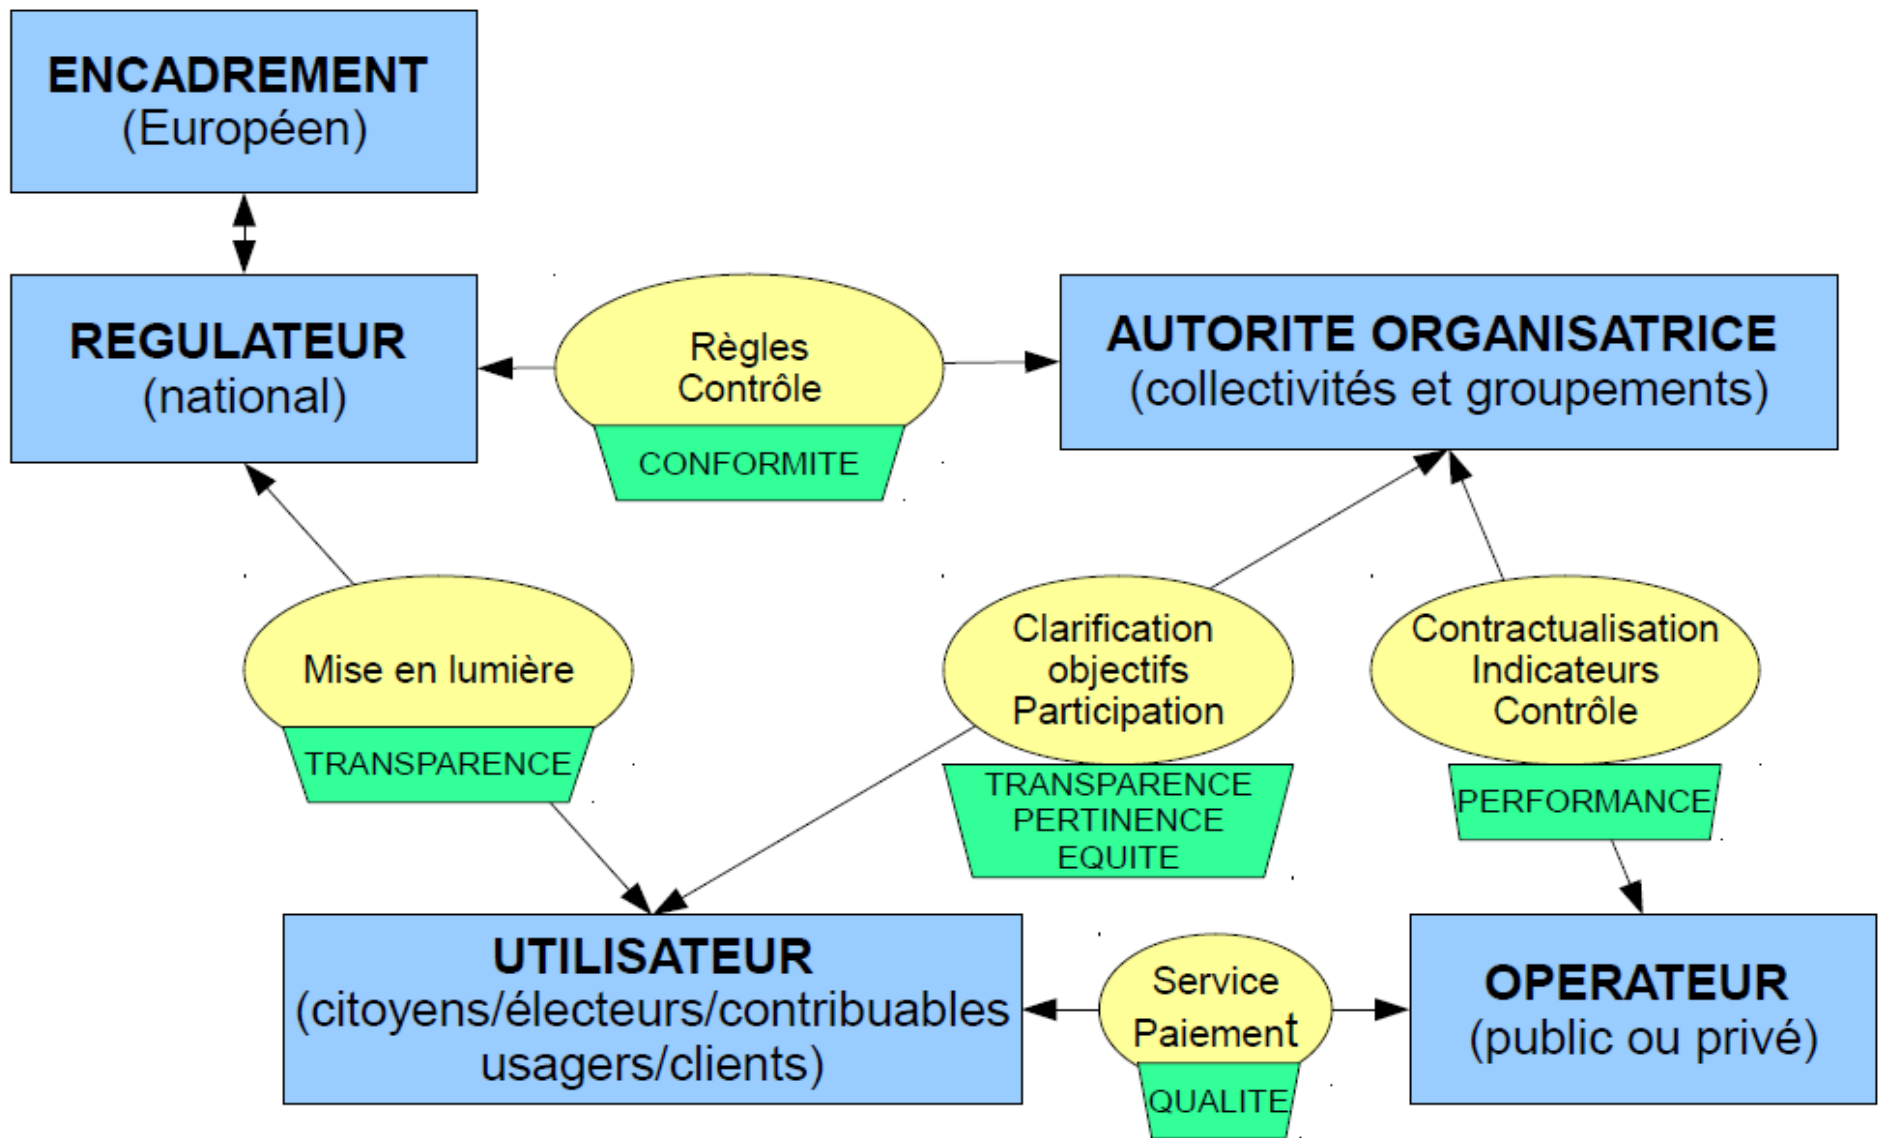 ENCADREMENT
(Européen)
REGULATEUR
(national)
Règles
Contrôle
CONFORMITE
AUTORITE ORGANISATRICE
(collectivités et groupements)
Mise en lumière
TRANSPARENCE
Clarification
objectifs
Participation
TRANSPARENCE
PERTINENCE
EQUITE
Contractualisation
Indicateurs
Contrôle
PERFORMANCE
UTILISATEUR
(citoyens/électeurs/contribuables
usagers/clients)
Service
Paiement
QUALITE
OPERATEUR
(public ou privé)